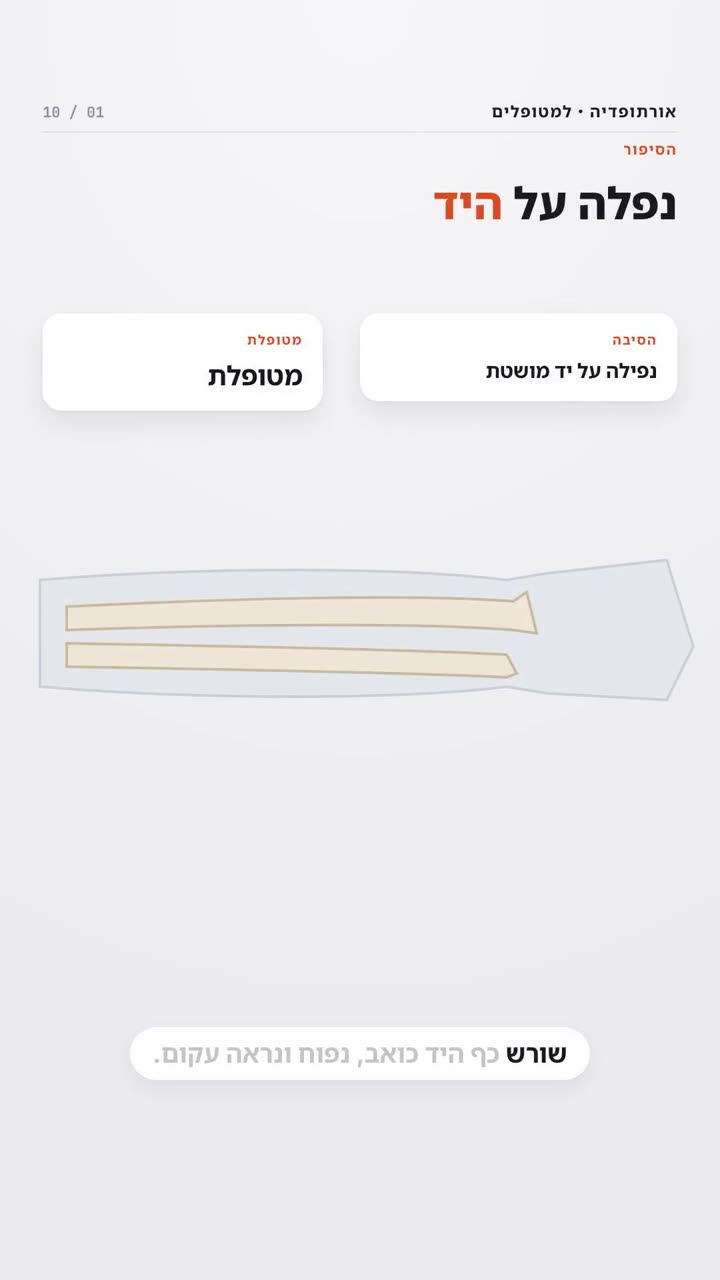 אורתופדיה • למטופלים
01 / 10
הסיפור
נפלה על היד
הסיבה
נפילה על יד מושטת
מטופלת
מטופלת
שורש כף היד כואב, נפוח ונראה עקום.